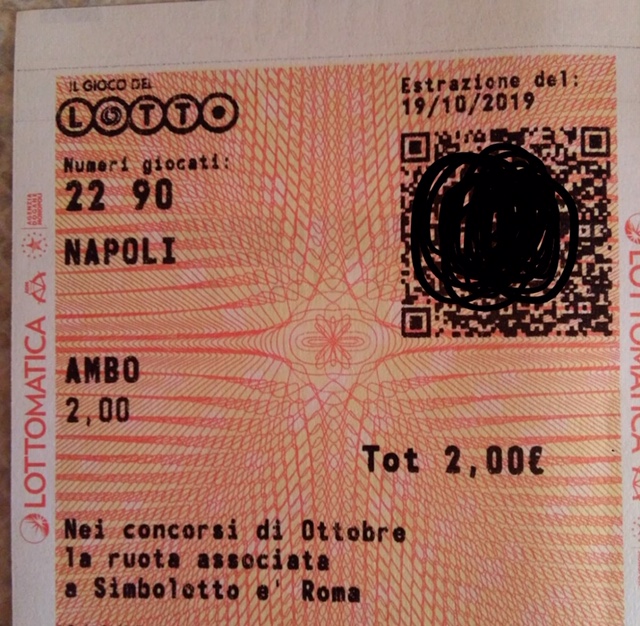 IL GIOCO DEL
LOTTO
Estrazione del:
19/10/2019
Numeri giocati:
22 90
NAPOLI
AMBO
2,00
Tot 2,00€
Nei concorsi di Ottobre
la ruota associata
a Simbolotto e' Roma
LOTTOMATICA
LOTTOMATICA